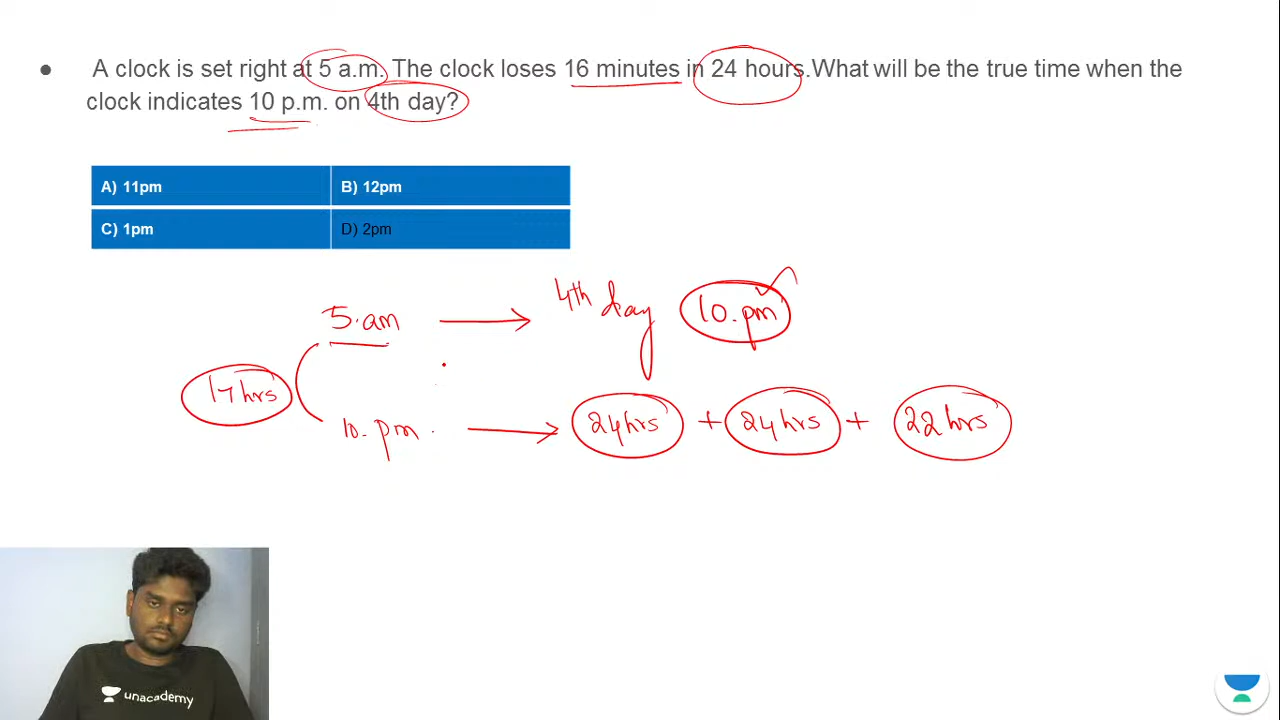 ● A clock is set right at 5 a.m. The clock loses 16 minutes in 24 hours.What will be the true time when the
clock indicates 10 p.m. on 4th day?
A) 11pm B) 12pm
C) 1pm D) 2pm
5.am → 4th day 10.pm
17 hrs
10.pm. → 24hrs + 24hrs + 22hrs
unacademy